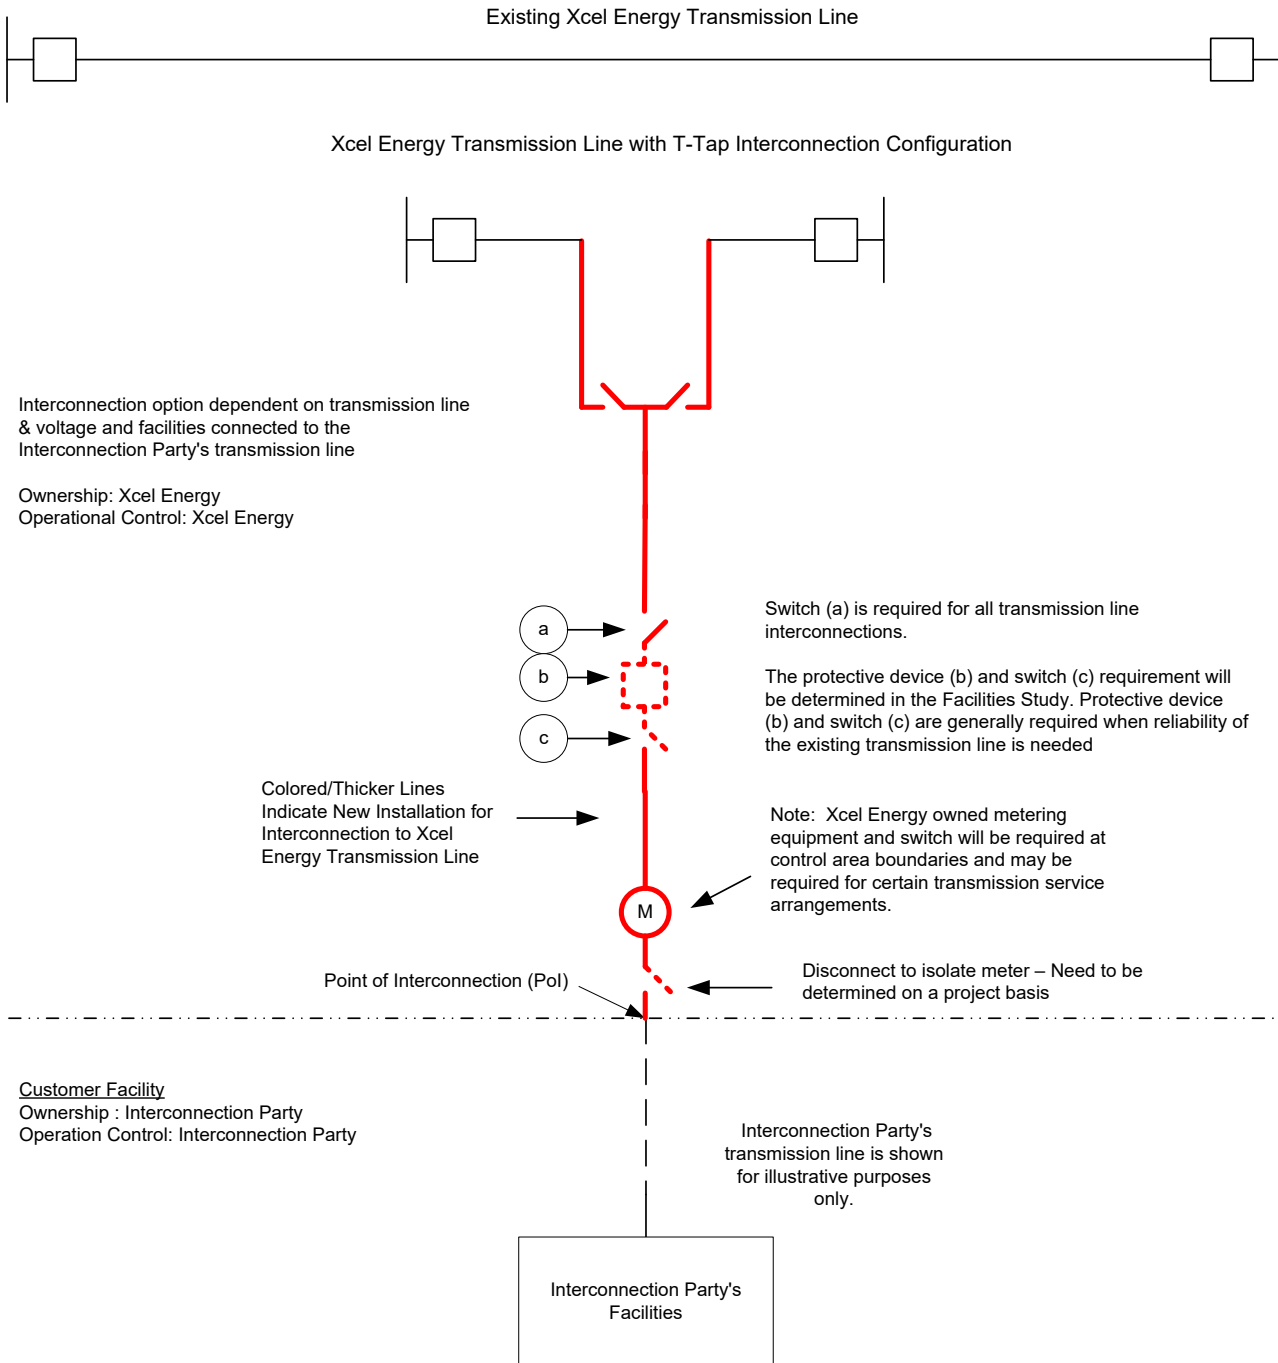 Existing Xcel Energy Transmission Line
Xcel Energy Transmission Line with T-Tap Interconnection Configuration
Interconnection option dependent on transmission line
& voltage and facilities connected to the
Interconnection Party's transmission line
Ownership: Xcel Energy
Operational Control: Xcel Energy
a
b
c
Switch (a) is required for all transmission line
interconnections.
The protective device (b) and switch (c) requirement will
be determined in the Facilities Study. Protective device
(b) and switch (c) are generally required when reliability of
the existing transmission line is needed
Colored/Thicker Lines
Indicate New Installation for
Interconnection to Xcel
Energy Transmission Line
Note:  Xcel Energy owned metering
equipment and switch will be required at
control area boundaries and may be
required for certain transmission service
arrangements.
M
Point of Interconnection (PoI)
Disconnect to isolate meter – Need to be
determined on a project basis
Customer Facility
Ownership : Interconnection Party
Operation Control: Interconnection Party
Interconnection Party's
transmission line is shown
for illustrative purposes
only.
Interconnection Party's
Facilities